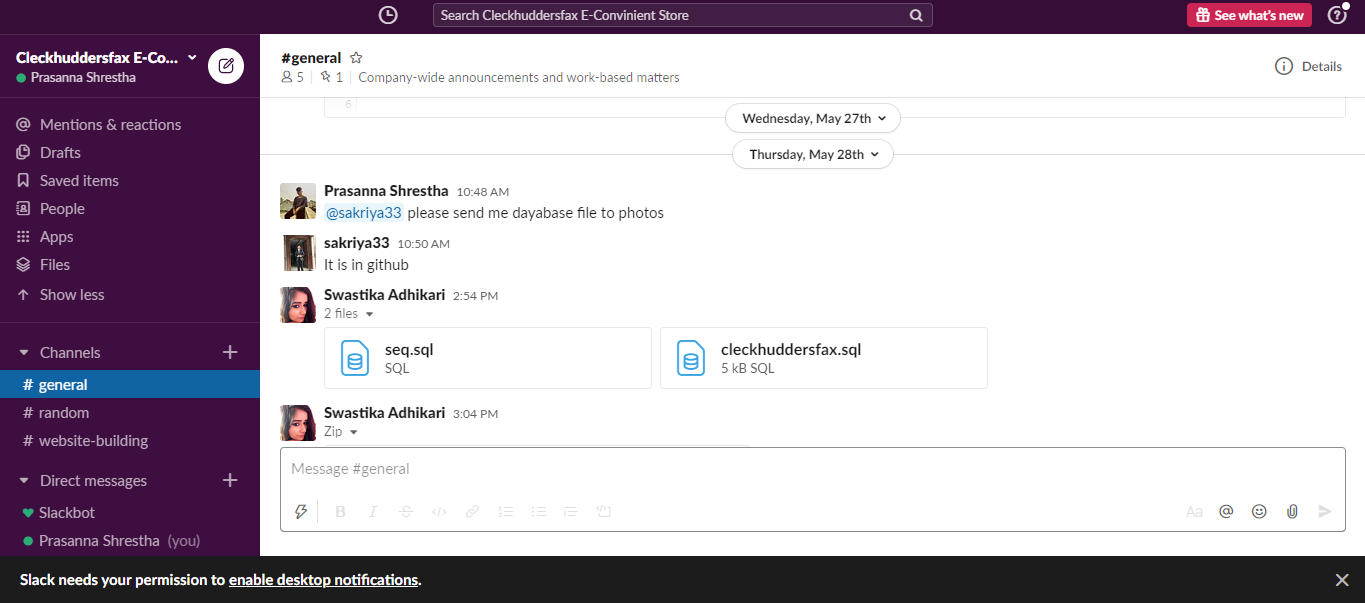 Search Cleckhuddersfax E-Convinient Store
See what's new
Cleckhuddersfax E-Co...
Prasanna Shrestha
Mentions & reactions
Drafts
Saved items
People
Apps
Files
Show less
Channels
# general
# random
# website-building
Direct messages
Slackbot
Prasanna Shrestha (you)
#general
5 | 1 | Company-wide announcements and work-based matters
Details
6
Wednesday, May 27th
Thursday, May 28th
Prasanna Shrestha 10:48 AM
@sakriya33 please send me dayabase file to photos
sakriya33 10:50 AM
It is in github
Swastika Adhikari 2:54 PM
2 files
seq.sql
SQL
cleckhuddersfax.sql
5 kB SQL
Swastika Adhikari 3:04 PM
Zip
Message #general
B I S </> Aa @
Slack needs your permission to enable desktop notifications.